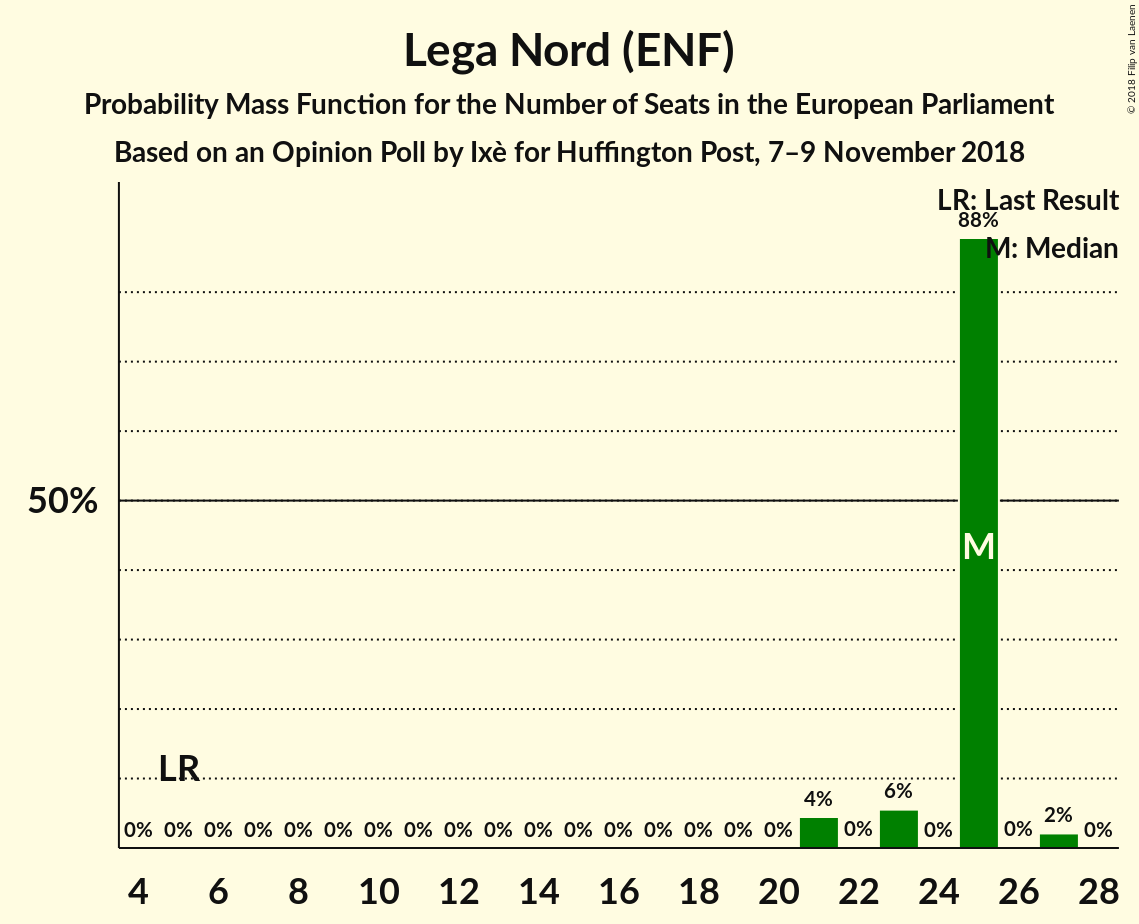 Lega Nord (ENF)
Probability Mass Function for the Number of Seats in the European Parliament
Based on an Opinion Poll by Ixè for Huffington Post, 7–9 November 2018
© 2018 Filip van Laenen
LR: Last Result
88%
M: Median
50%
M
LR
0% 0% 0% 0% 0% 0% 0% 0% 0% 0% 0% 0% 0% 0% 0% 0% 0% 4% 0% 6% 0% 0% 2% 0%
4 6 8 10 12 14 16 18 20 22 24 26 28